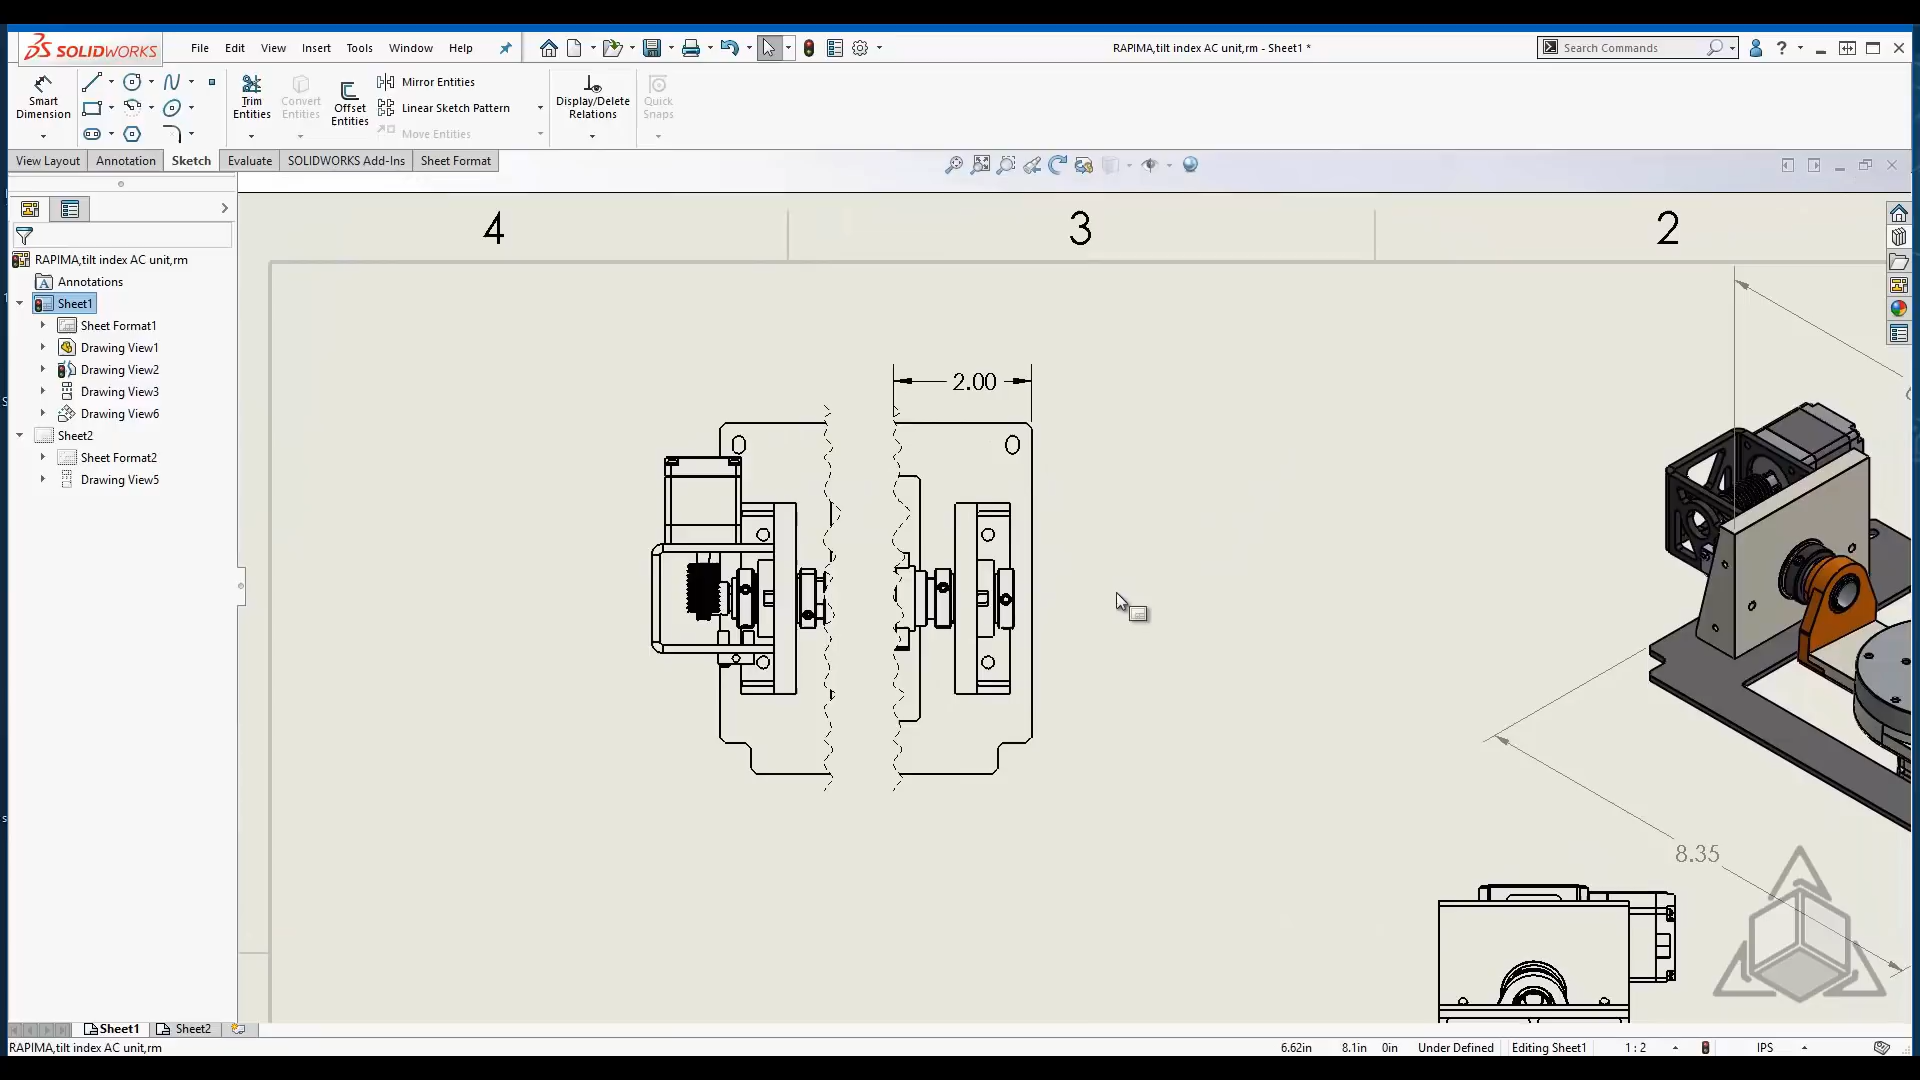 SOLIDWORKS
File Edit View Insert Tools Window Help
RAPIMA,tilt index AC unit,rm - Sheet1 *
Search Commands
?
Smart Dimension
Trim Entities
Convert Entities
Offset Entities
Mirror Entities
Linear Sketch Pattern
Move Entities
Display/Delete Relations
Quick Snaps
View Layout Annotation Sketch Evaluate SOLIDWORKS Add-Ins Sheet Format
RAPIMA,tilt index AC unit,rm
A Annotations
Sheet1
Sheet Format1
Drawing View1
Drawing View2
Drawing View3
Drawing View6
Sheet2
Sheet Format2
Drawing View5
4
3
2
2.00
8.35
Sheet1 Sheet2
RAPIMA,tilt index AC unit,rm
6.62in 8.1in 0in Under Defined Editing Sheet1 1 : 2 IPS